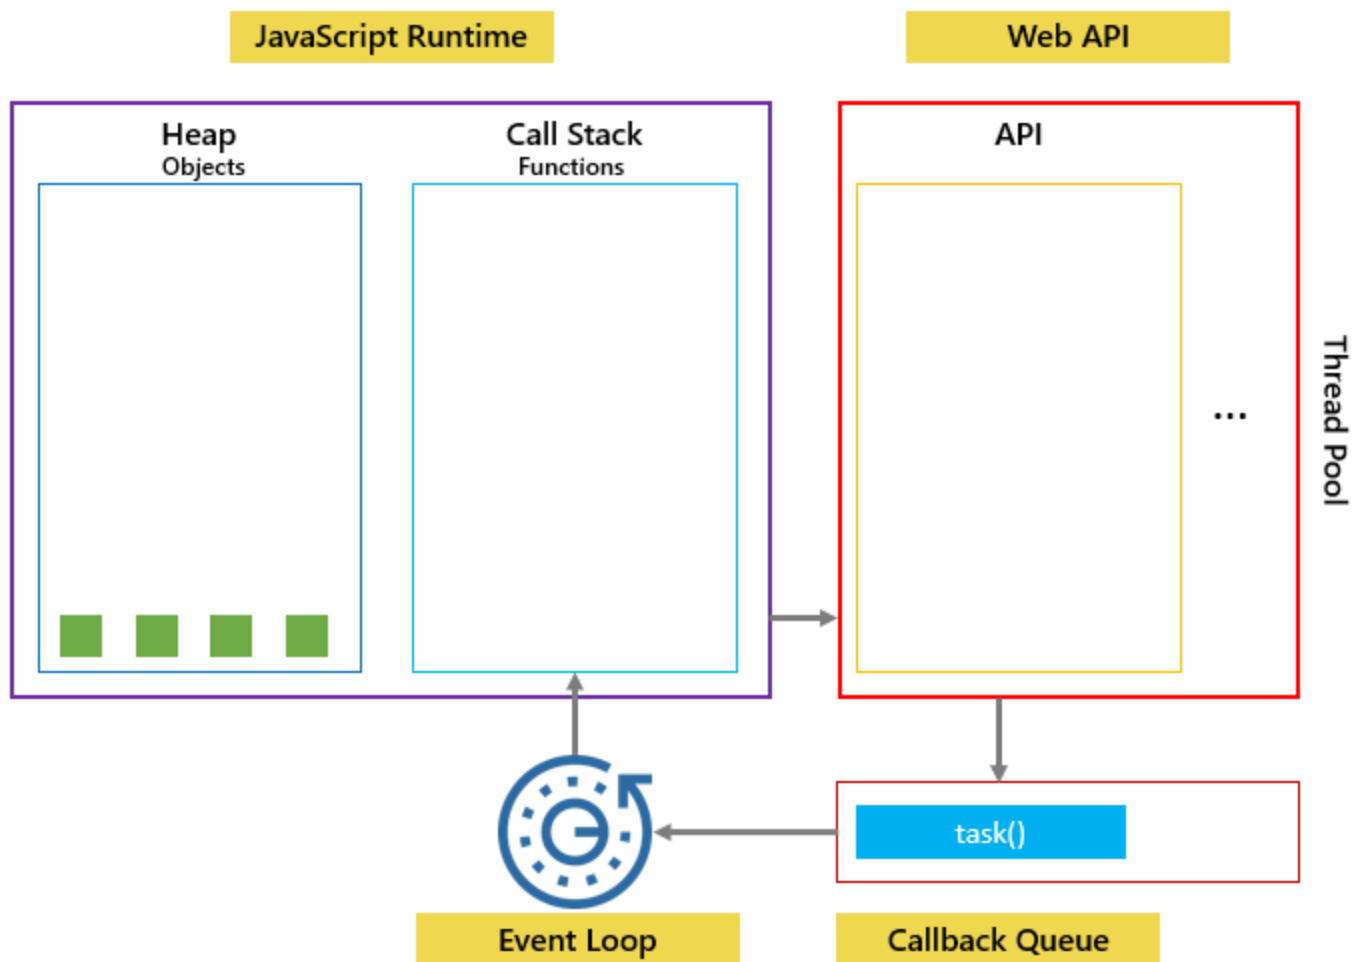 JavaScript Runtime
Web API
Heap
Objects
Call Stack
Functions
API
...
Thread Pool
task()
Event Loop
Callback Queue